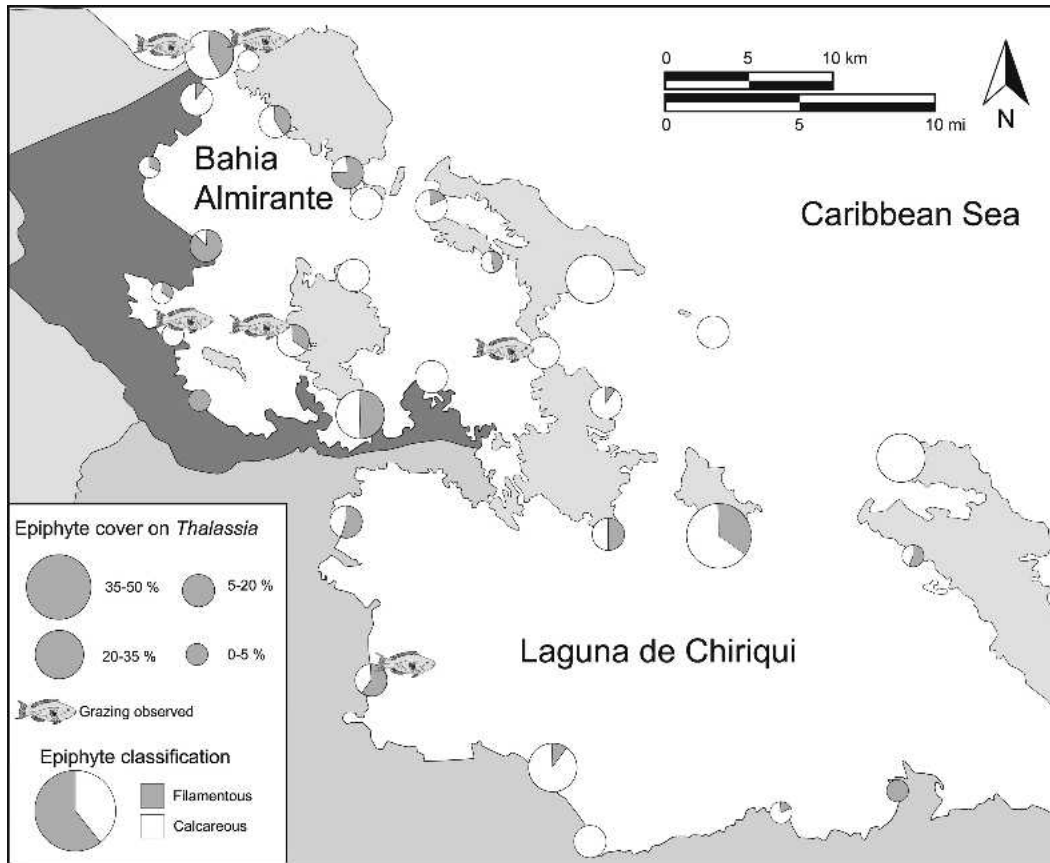 0 5 10 km
0 5 10 mi
N
Bahia
Almirante
Caribbean Sea
Laguna de Chiriqui
Epiphyte cover on Thalassia
35-50 % 5-20 %
20-35 % 0-5 %
Grazing observed
Epiphyte classification
Filamentous
Calcareous